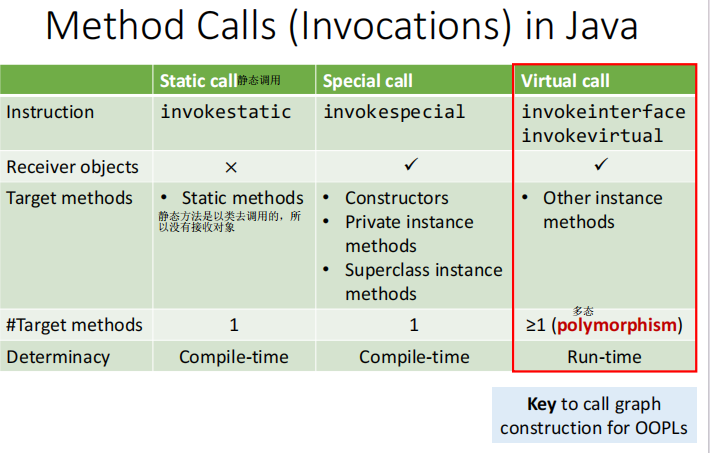 Method Calls (Invocations) in Java
Static call静态调用 Special call Virtual call
Instruction invokestatic invokespecial invokeinterface
invokevirtual
Receiver objects × ✓ ✓
Target methods • Static methods • Constructors • Other instance
静态方法是以类去调用的，所 • Private instance methods
以没有接收对象 methods
• Superclass instance
methods
多态
#Target methods 1 1 ≥1 (polymorphism)
Determinacy Compile-time Compile-time Run-time
Key to call graph
construction for OOPLs